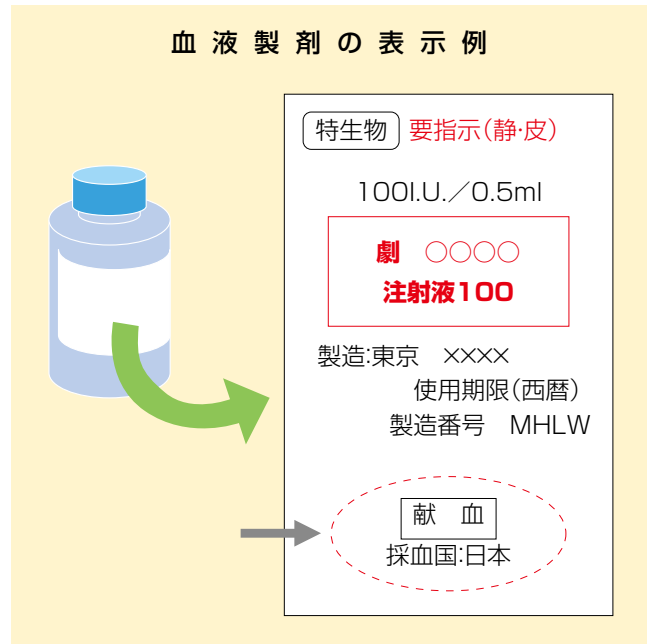 血液製剤の表示例
特生物 要指示(静・皮)
100I.U.／0.5ml
劇 ○○○○
注射液100
製造:東京 ××××
使用期限(西暦)
製造番号 MHLW
献血
採血国:日本